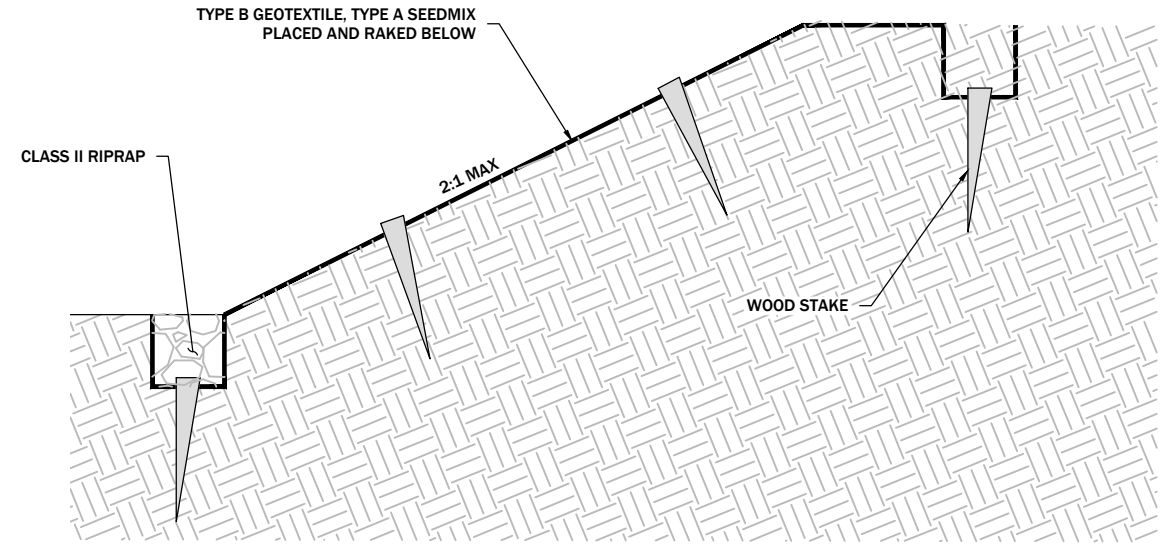 TYPE B GEOTEXTILE, TYPE A SEEDMIX
PLACED AND RAKED BELOW
CLASS II RIPRAP
2:1 MAX
WOOD STAKE